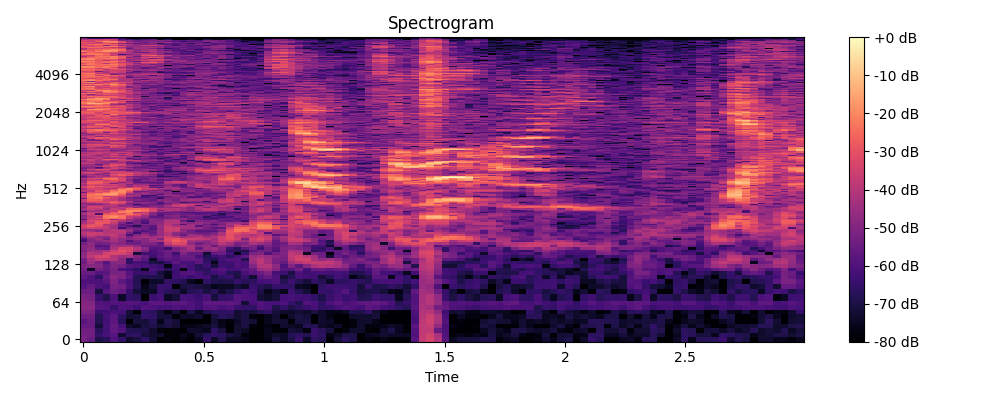 Spectrogram
4096
2048
1024
512
256
128
64
0
Hz
0
0.5
1
1.5
2
2.5
Time
+0 dB
-10 dB
-20 dB
-30 dB
-40 dB
-50 dB
-60 dB
-70 dB
-80 dB